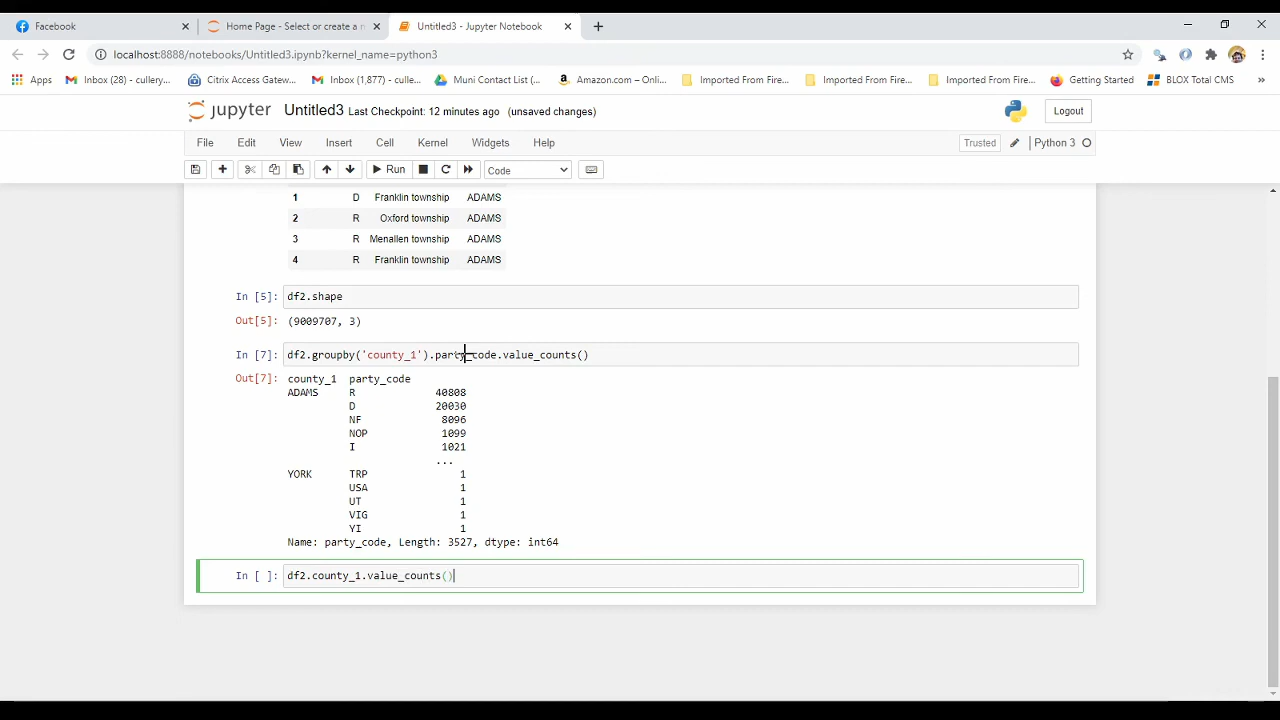 Facebook
Home Page - Select or create a n
Untitled3 - Jupyter Notebook
localhost:8888/notebooks/Untitled3.ipynb?kernel_name=python3
Apps
Inbox (28) - cullery...
Citrix Access Gatew...
Inbox (1,877) - culle...
Muni Contact List (...
Amazon.com – Onli...
Imported From Fire...
Imported From Fire...
Imported From Fire...
Getting Started
BLOX Total CMS
jupyter Untitled3 Last Checkpoint: 12 minutes ago (unsaved changes)
Logout
File Edit View Insert Cell Kernel Widgets Help
Trusted
Python 3
Run
Code
1 D Franklin township ADAMS
2 R Oxford township ADAMS
3 R Menallen township ADAMS
4 R Franklin township ADAMS
In [5]: df2.shape
Out[5]: (9009707, 3)
In [7]: df2.groupby('county_1').party_code.value_counts()
Out[7]: county_1 party_code
ADAMS R 40808
D 20030
NF 8096
NOP 1099
I 1021
...
YORK TRP 1
USA 1
UT 1
VIG 1
YI 1
Name: party_code, Length: 3527, dtype: int64
In [ ]: df2.county_1.value_counts()